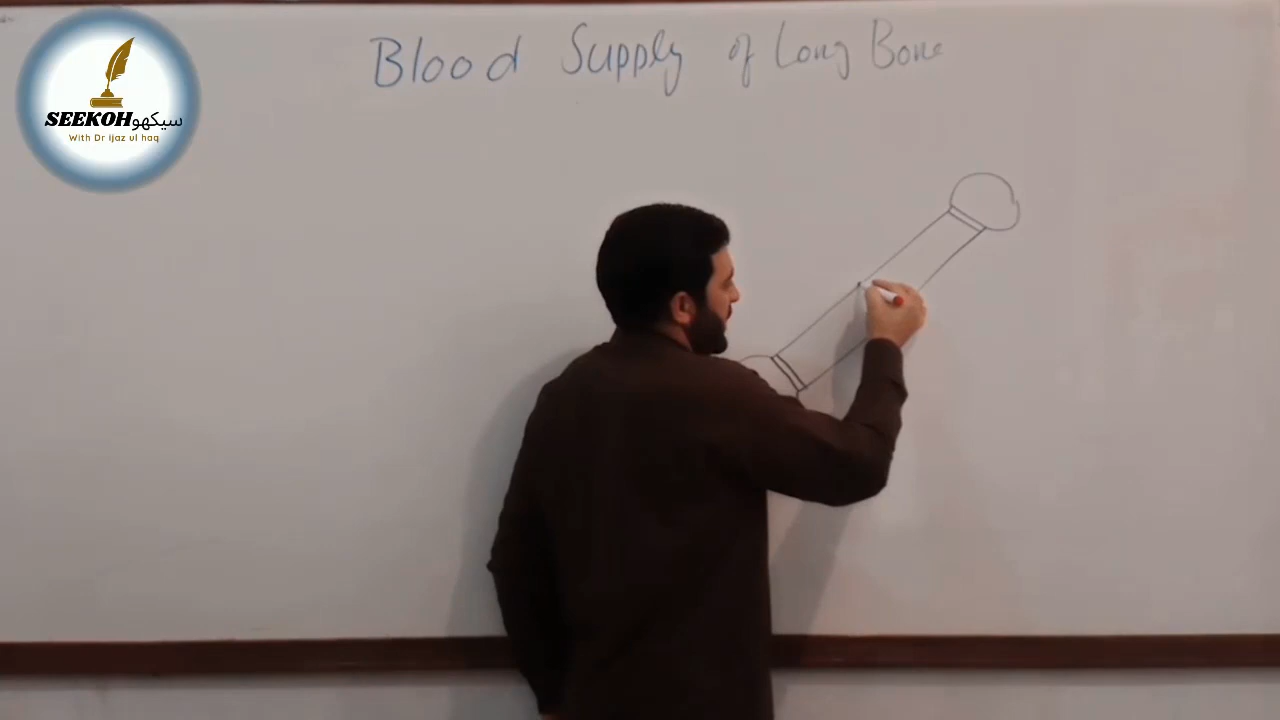 Blood Supply of Long Bone
SEEKOH سیکھو
With Dr ijaz ul haq